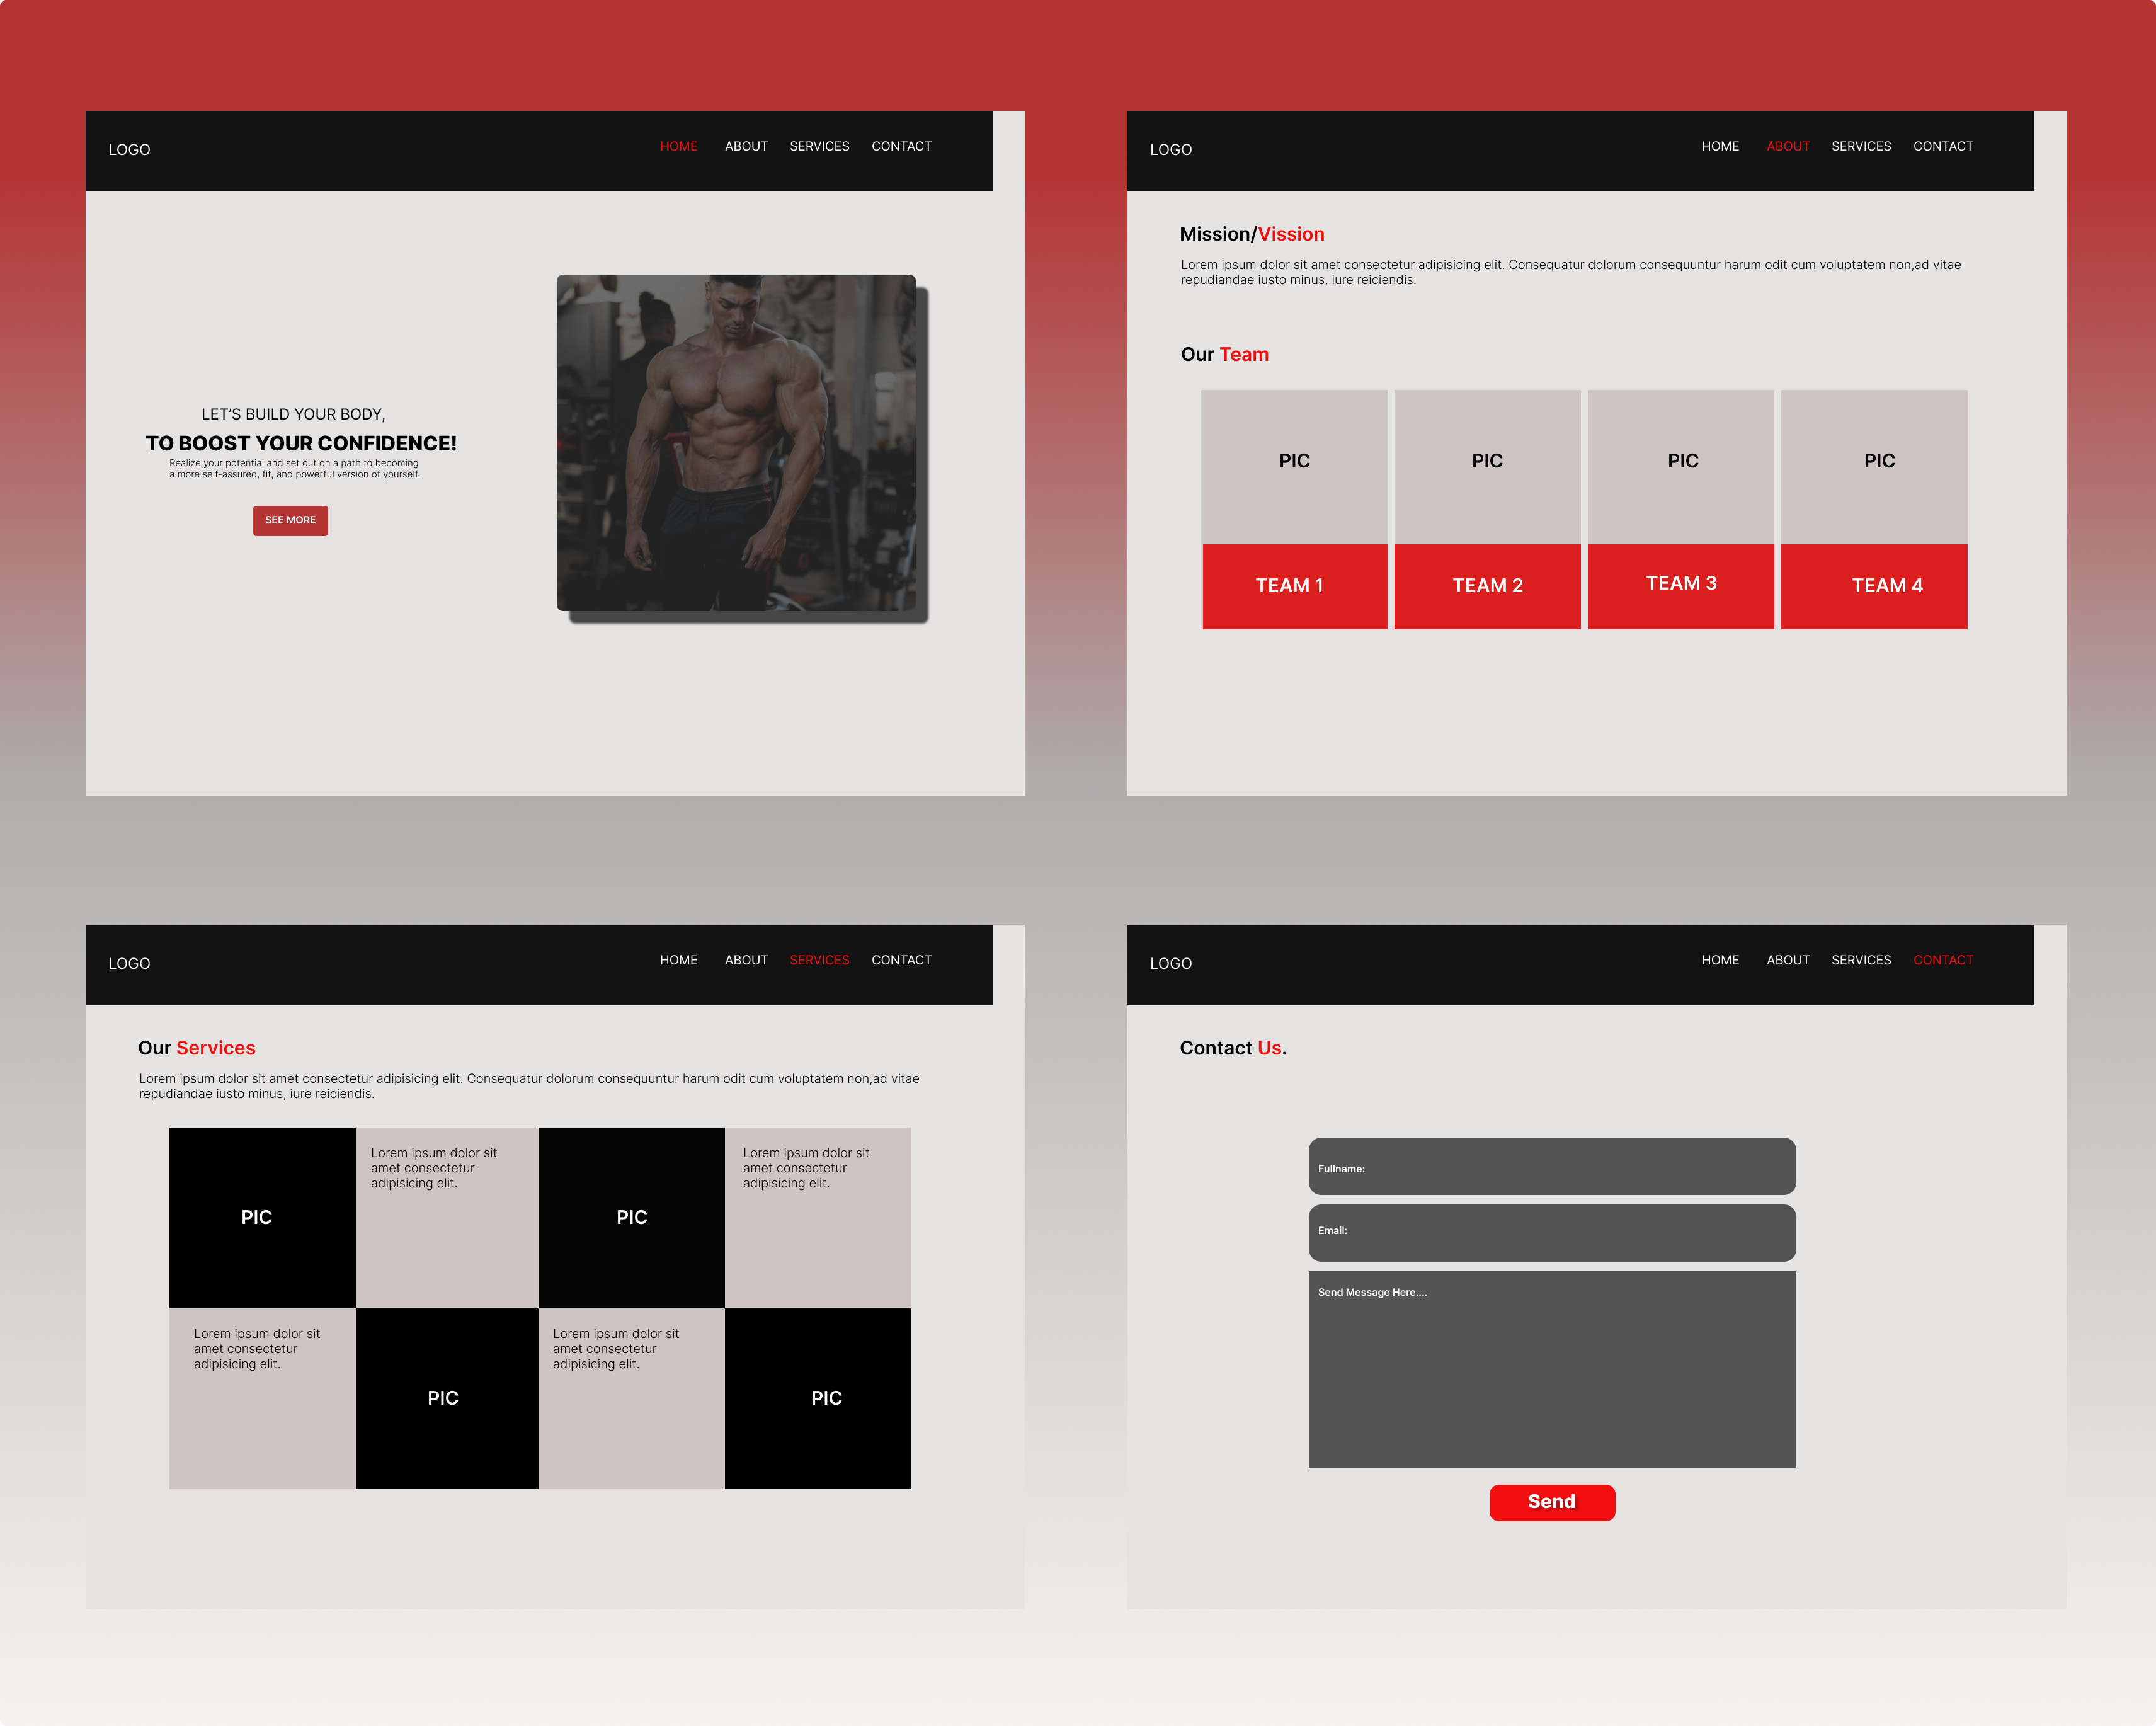 LOGO
HOME ABOUT SERVICES CONTACT
LET’S BUILD YOUR BODY,
TO BOOST YOUR CONFIDENCE!
Realize your potential and set out on a path to becoming
a more self-assured, fit, and powerful version of yourself.
SEE MORE
LOGO
HOME ABOUT SERVICES CONTACT
Mission/Vission
Lorem ipsum dolor sit amet consectetur adipisicing elit. Consequatur dolorum consequuntur harum odit cum voluptatem non,ad vitae
repudiandae iusto minus, iure reiciendis.
Our Team
PIC PIC PIC PIC
TEAM 1 TEAM 2 TEAM 3 TEAM 4
LOGO
HOME ABOUT SERVICES CONTACT
Our Services
Lorem ipsum dolor sit amet consectetur adipisicing elit. Consequatur dolorum consequuntur harum odit cum voluptatem non,ad vitae
repudiandae iusto minus, iure reiciendis.
PIC
Lorem ipsum dolor sit
amet consectetur
adipisicing elit.
PIC
Lorem ipsum dolor sit
amet consectetur
adipisicing elit.
Lorem ipsum dolor sit
amet consectetur
adipisicing elit.
PIC
Lorem ipsum dolor sit
amet consectetur
adipisicing elit.
PIC
LOGO
HOME ABOUT SERVICES CONTACT
Contact Us.
Fullname:
Email:
Send Message Here....
Send